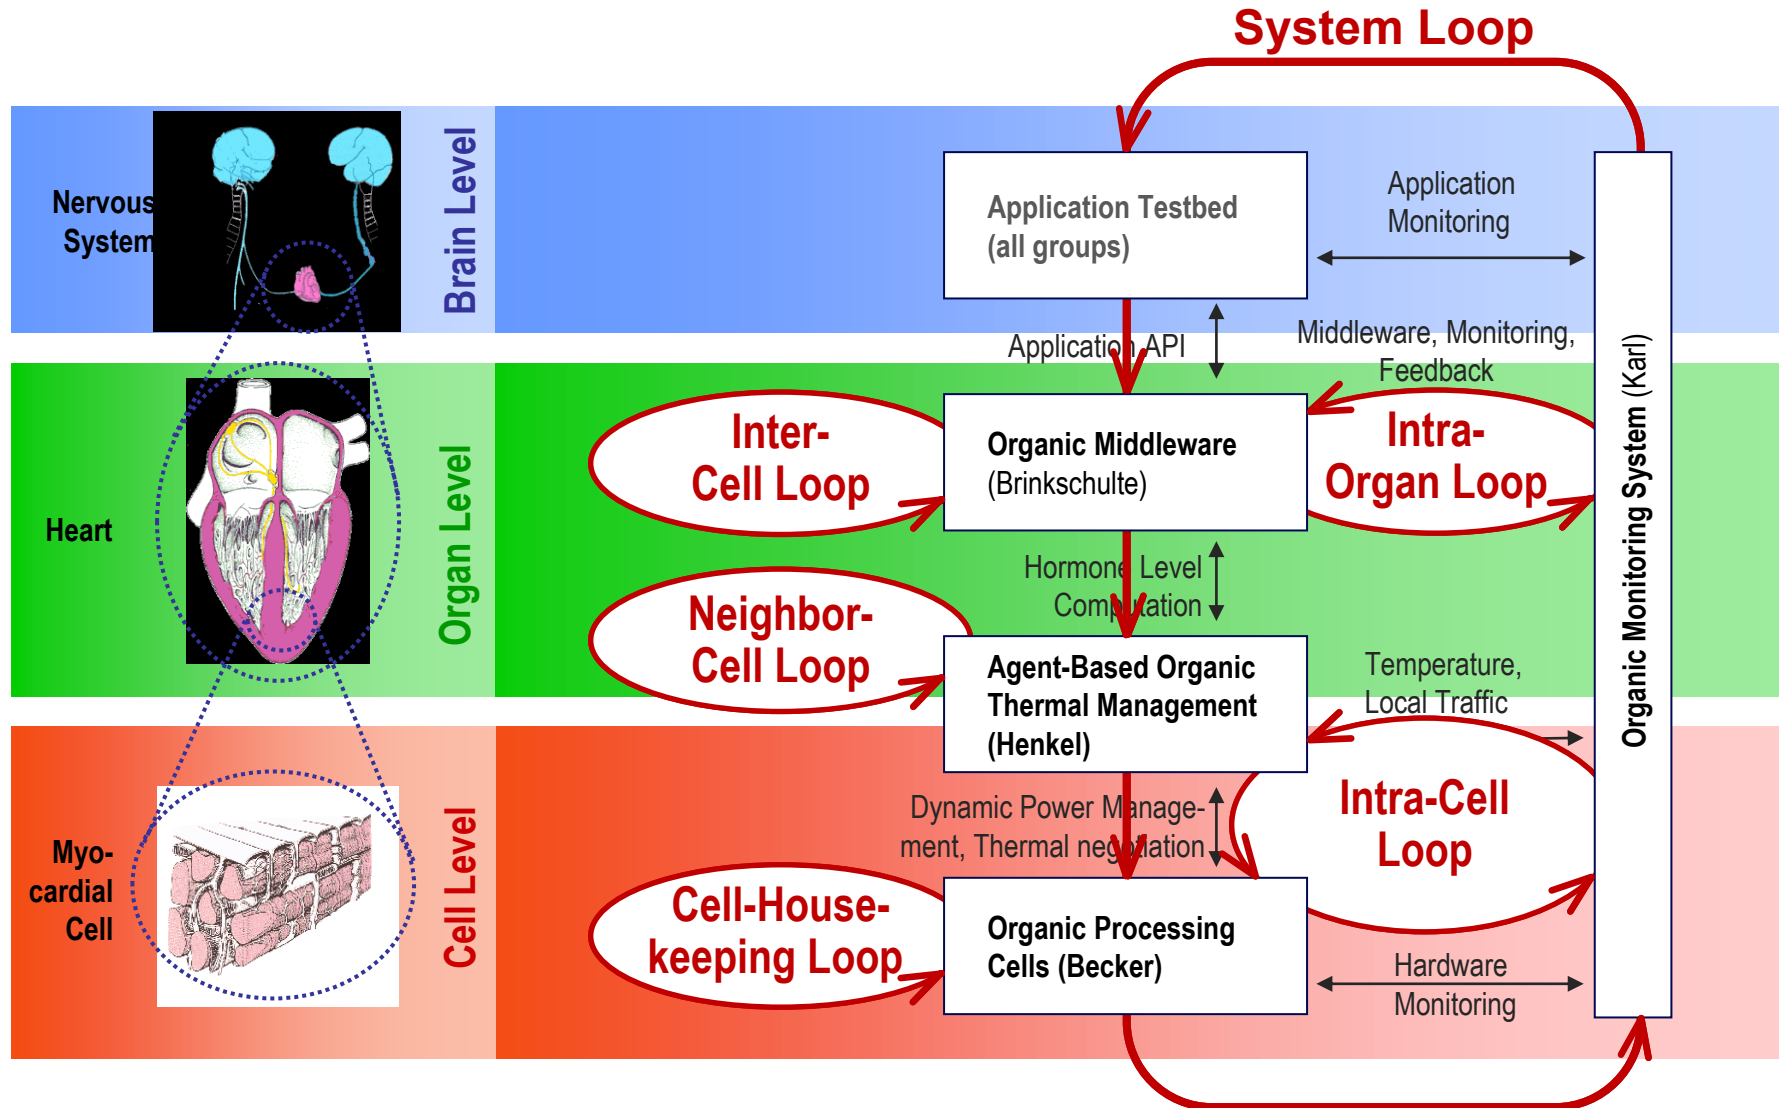 System Loop
Nervous
System
Brain Level
Application Testbed
(all groups)
Application
Monitoring
Application API
Middleware, Monitoring,
Feedback
Heart
Organ Level
Inter-
Cell Loop
Organic Middleware
(Brinkschulte)
Intra-
Organ Loop
Organic Monitoring System (Karl)
Hormone Level
Computation
Neighbor-
Cell Loop
Agent-Based Organic
Thermal Management
(Henkel)
Temperature,
Local Traffic
Myo-
cardial
Cell
Cell Level
Dynamic Power Manage-
ment, Thermal negotiation
Intra-Cell
Loop
Cell-House-
keeping Loop
Organic Processing
Cells (Becker)
Hardware
Monitoring